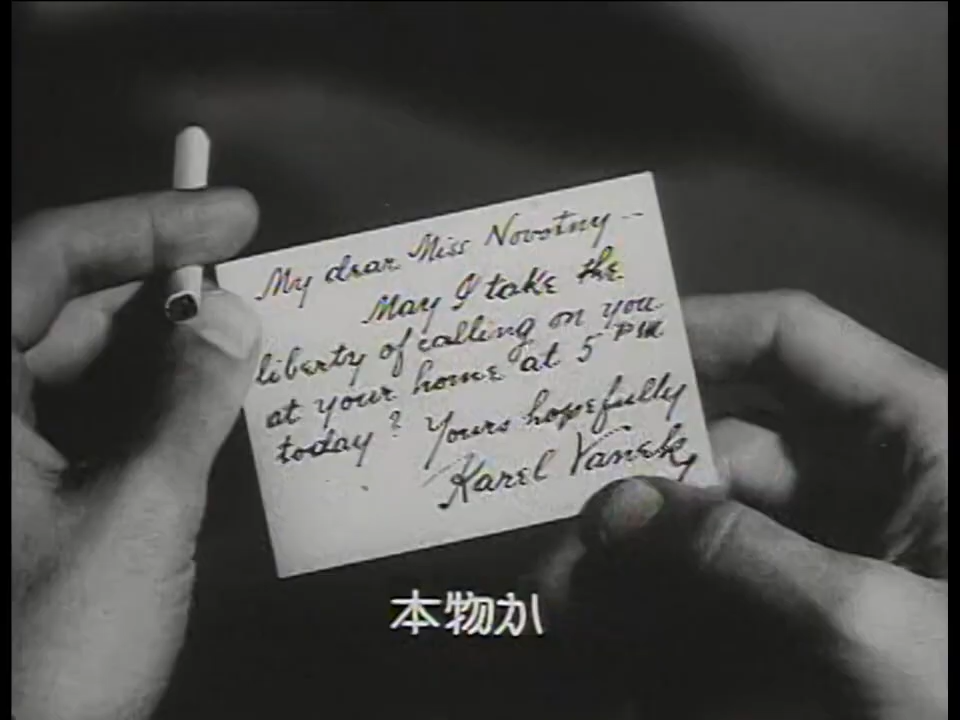 My dear Miss Novotny --
May I take the
liberty of calling on you
at your home at 5 PM
today? Yours hopefully
Karel Vanek,
本物か